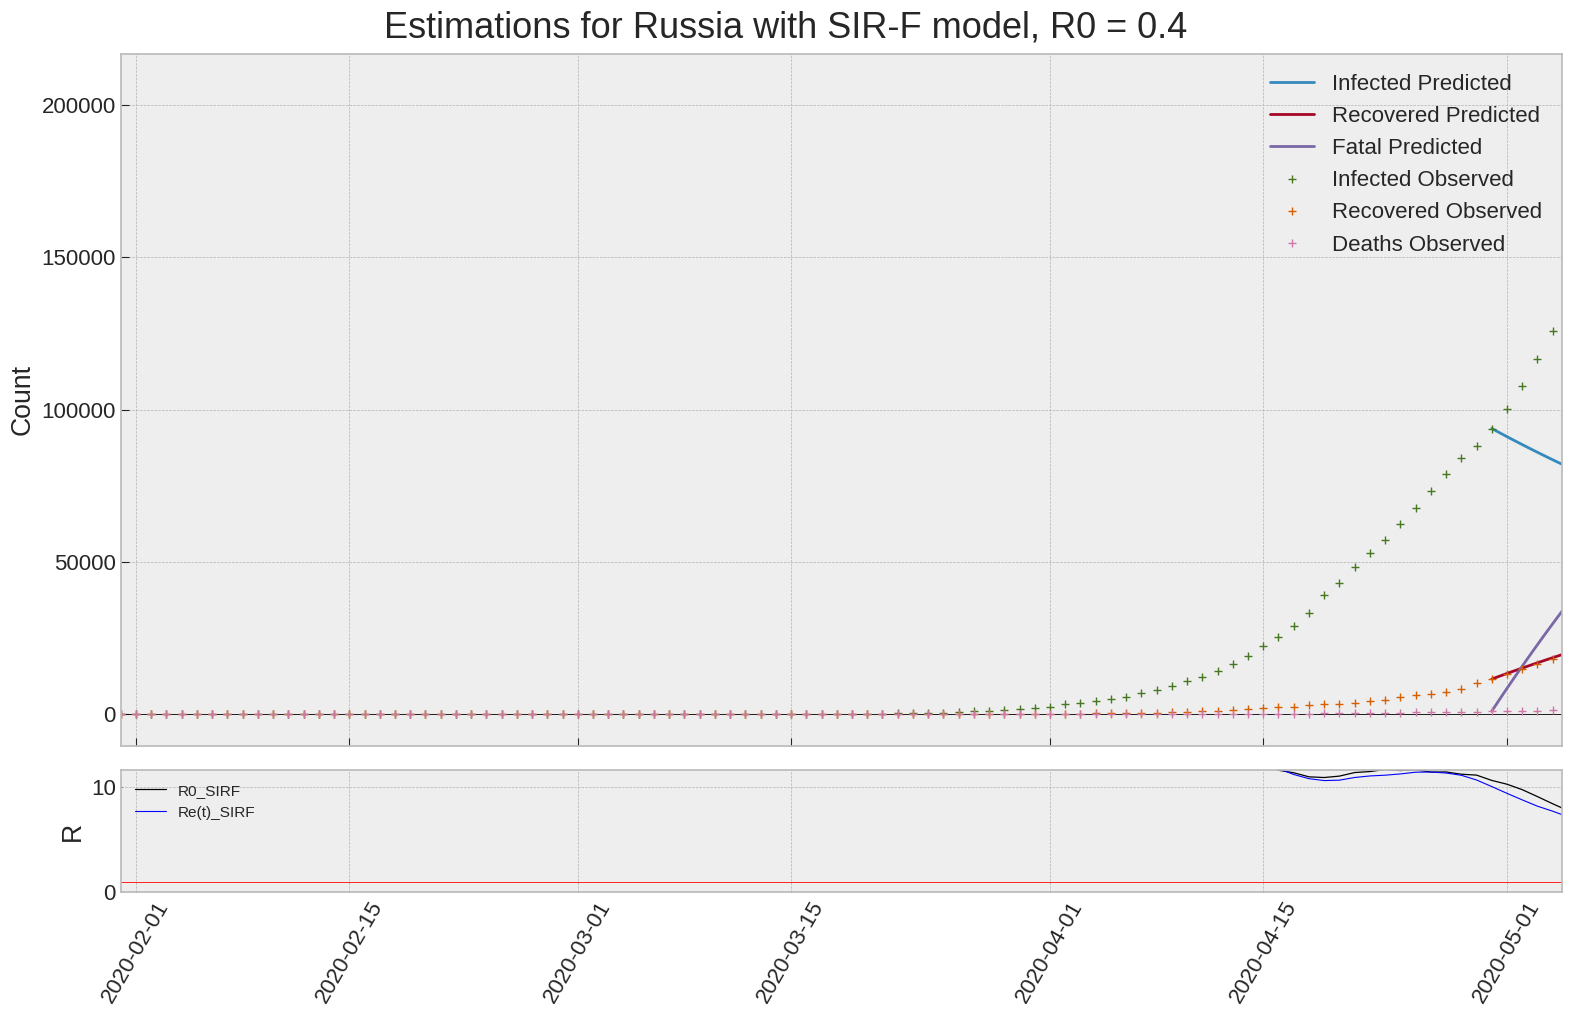 Estimations for Russia with SIR-F model, R0 = 0.4
Count
200000
150000
100000
50000
0
Infected Predicted
Recovered Predicted
Fatal Predicted
Infected Observed
Recovered Observed
Deaths Observed
R
10
0
R0_SIRF
Re(t)_SIRF
2020-02-01
2020-02-15
2020-03-01
2020-03-15
2020-04-01
2020-04-15
2020-05-01